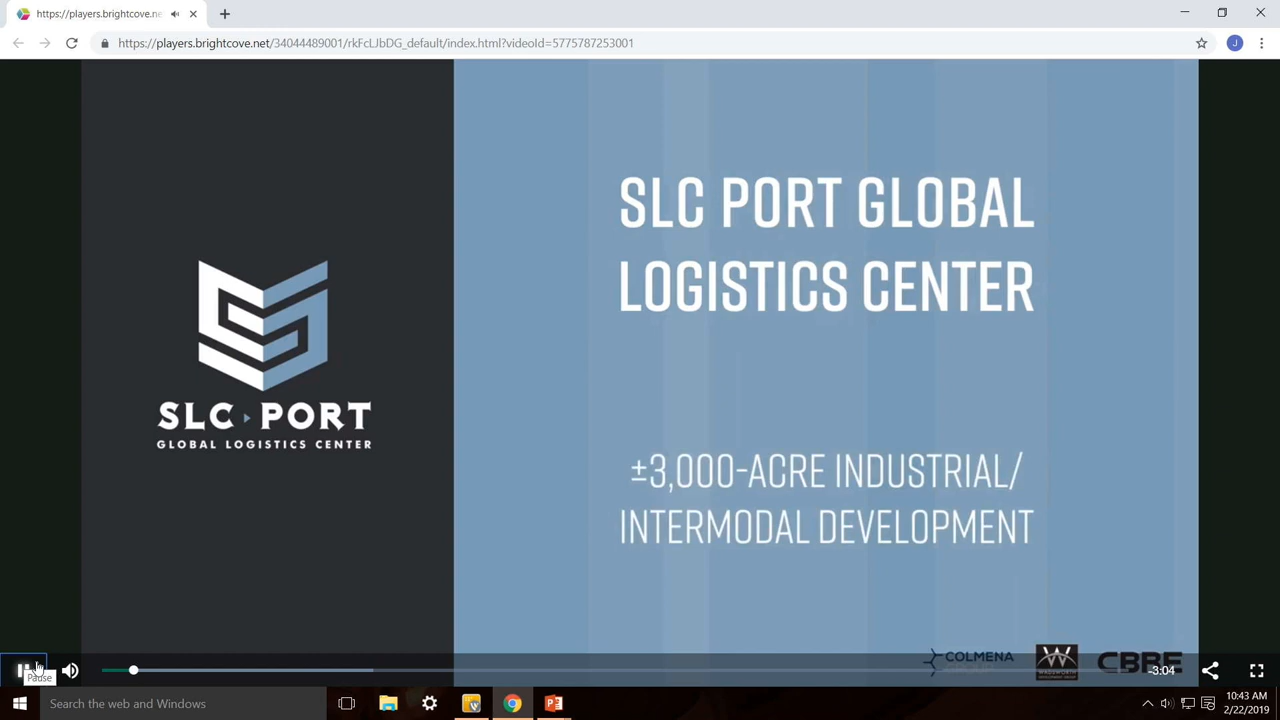 https://players.brightcove.ne
https://players.brightcove.net/34044489001/rkFcLJbDG_default/index.html?videoId=5775787253001
J
SLC PORT GLOBAL
LOGISTICS CENTER
SLC PORT
GLOBAL LOGISTICS CENTER
±3,000-ACRE INDUSTRIAL/
INTERMODAL DEVELOPMENT
COLMENA
WADSWORTH
CBRE
Pause
-3:04
Search the web and Windows
10:43 AM
2/22/2019